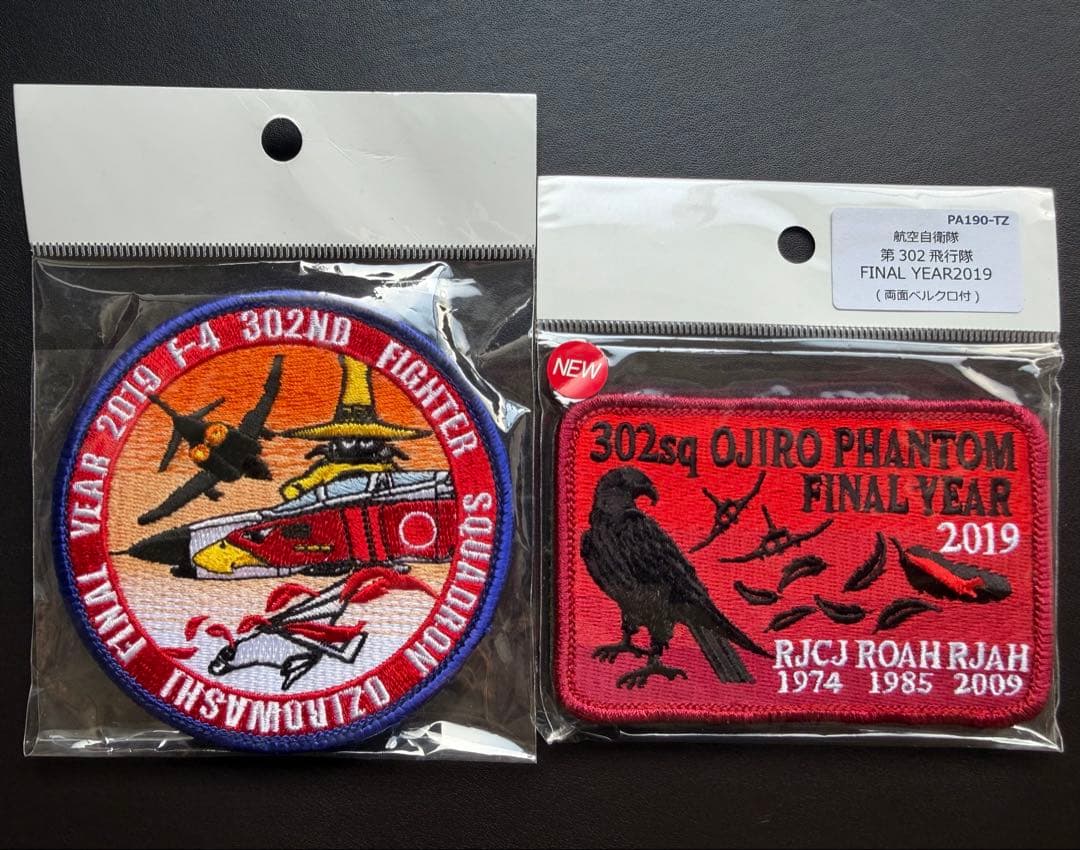 FINAL YEAR 2019 F-4 302ND FIGHTER SQUADRON OZIROWASHI
PA190-TZ
航空自衛隊
第302飛行隊
FINAL YEAR2019
(両面ベルクロ付)
NEW
302sq OJIRO PHANTOM
FINAL YEAR
2019
RJCJ ROAH RJAH
1974 1985 2009